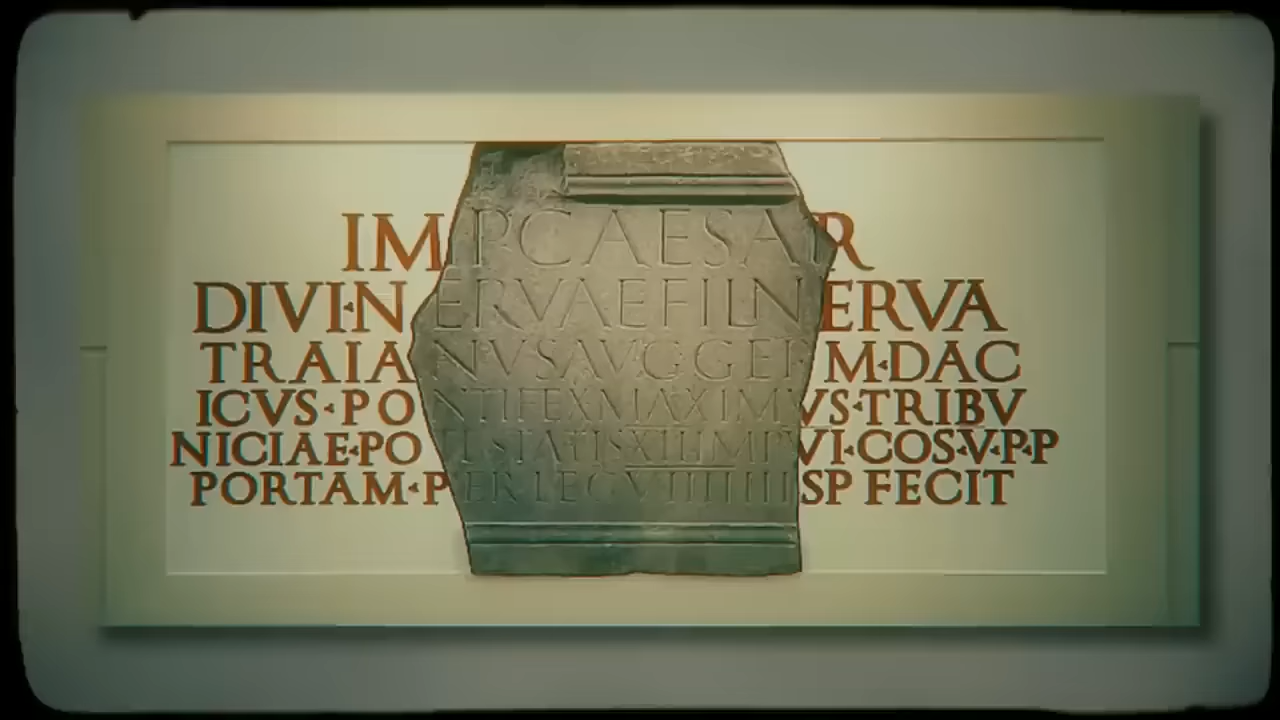 IMP CAESAR
DIVI·NERVAE FIL NERVA
TRAIANVS AVG GERM·DAC
ICVS·PONTIFEX MAXIMVS·TRIBV
NICIAE·POTESTATIS XII IMP VI·COS·V·P·P
PORTAM·PER LEG VIIII HISP FECIT